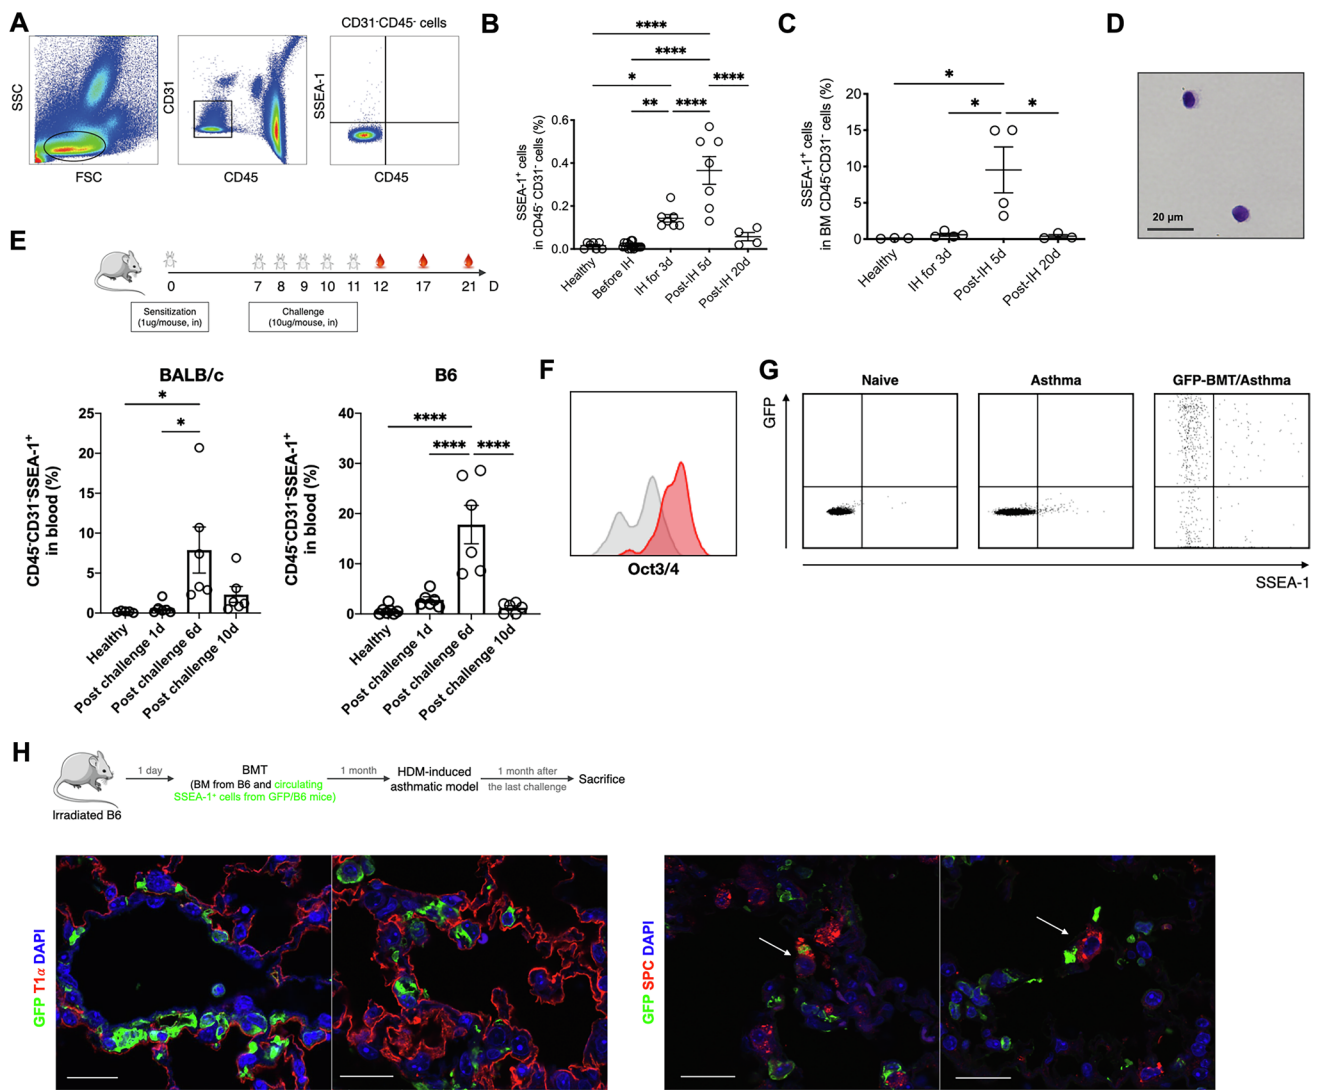 A
SSC
FSC
CD31
CD45
CD31-CD45- cells
SSEA-1
CD45
B
SSEA-1+ cells
in CD45- CD31- cells (%)
0.6
0.4
0.2
0.0
****
****
*
****
**
****
Healthy
Before IH
IH for 3d
Post-IH 5d
Post-IH 20d
C
SSEA-1+ cells
in BM CD45-CD31- cells (%)
20
15
10
5
0
*
*
*
Healthy
IH for 3d
Post-IH 5d
Post-IH 20d
D
20 µm
E
0
7
8
9
10
11
12
17
21
D
Sensitization
(1ug/mouse, in)
Challenge
(10ug/mouse, in)
BALB/c
CD45-CD31-SSEA-1+
in blood (%)
25
20
15
10
5
0
*
*
Healthy
Post challenge 1d
Post challenge 6d
Post challenge 10d
B6
CD45-CD31-SSEA-1+
in blood (%)
40
30
20
10
0
****
****
****
Healthy
Post challenge 1d
Post challenge 6d
Post challenge 10d
F
Oct3/4
G
Naive
Asthma
GFP-BMT/Asthma
GFP
SSEA-1
H
Irradiated B6
1 day
BMT
(BM from B6 and circulating
SSEA-1+ cells from GFP/B6 mice)
1 month
HDM-induced
asthmatic model
1 month after
the last challenge
Sacrifice
GFP T1α DAPI
GFP SPC DAPI